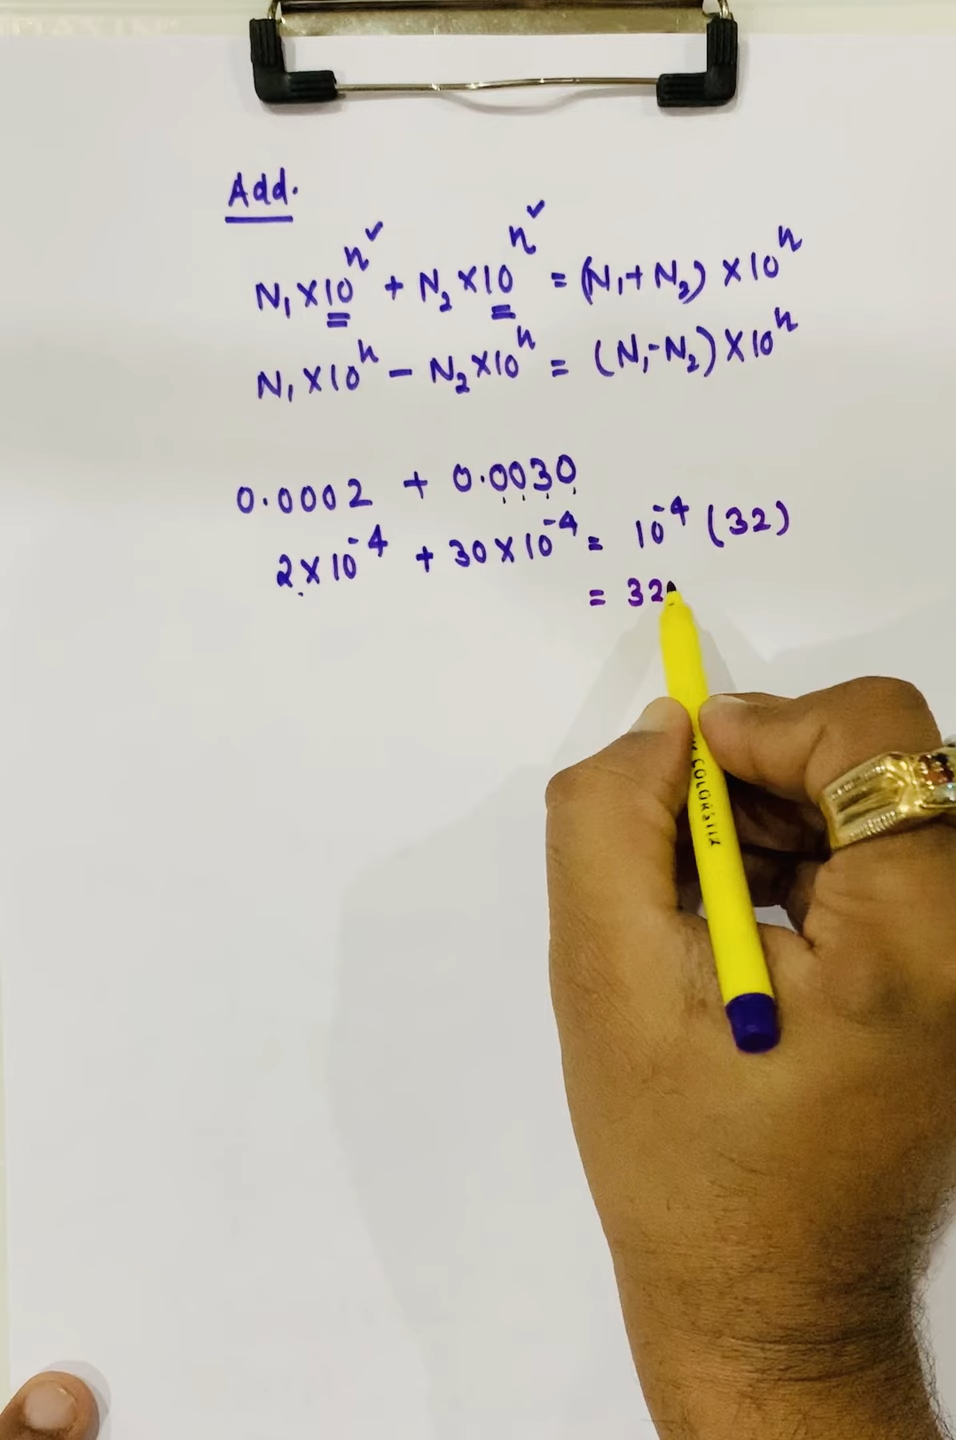 Add.
N₁×10ⁿ✓ + N₂×10ⁿ✓ = (N₁+N₂)×10ⁿ
N₁×10ⁿ − N₂×10ⁿ = (N₁-N₂)×10ⁿ
0.0002 + 0.0030
2×10⁻⁴ + 30×10⁻⁴ = 10⁻⁴ (32)
= 32
COLORSTIX